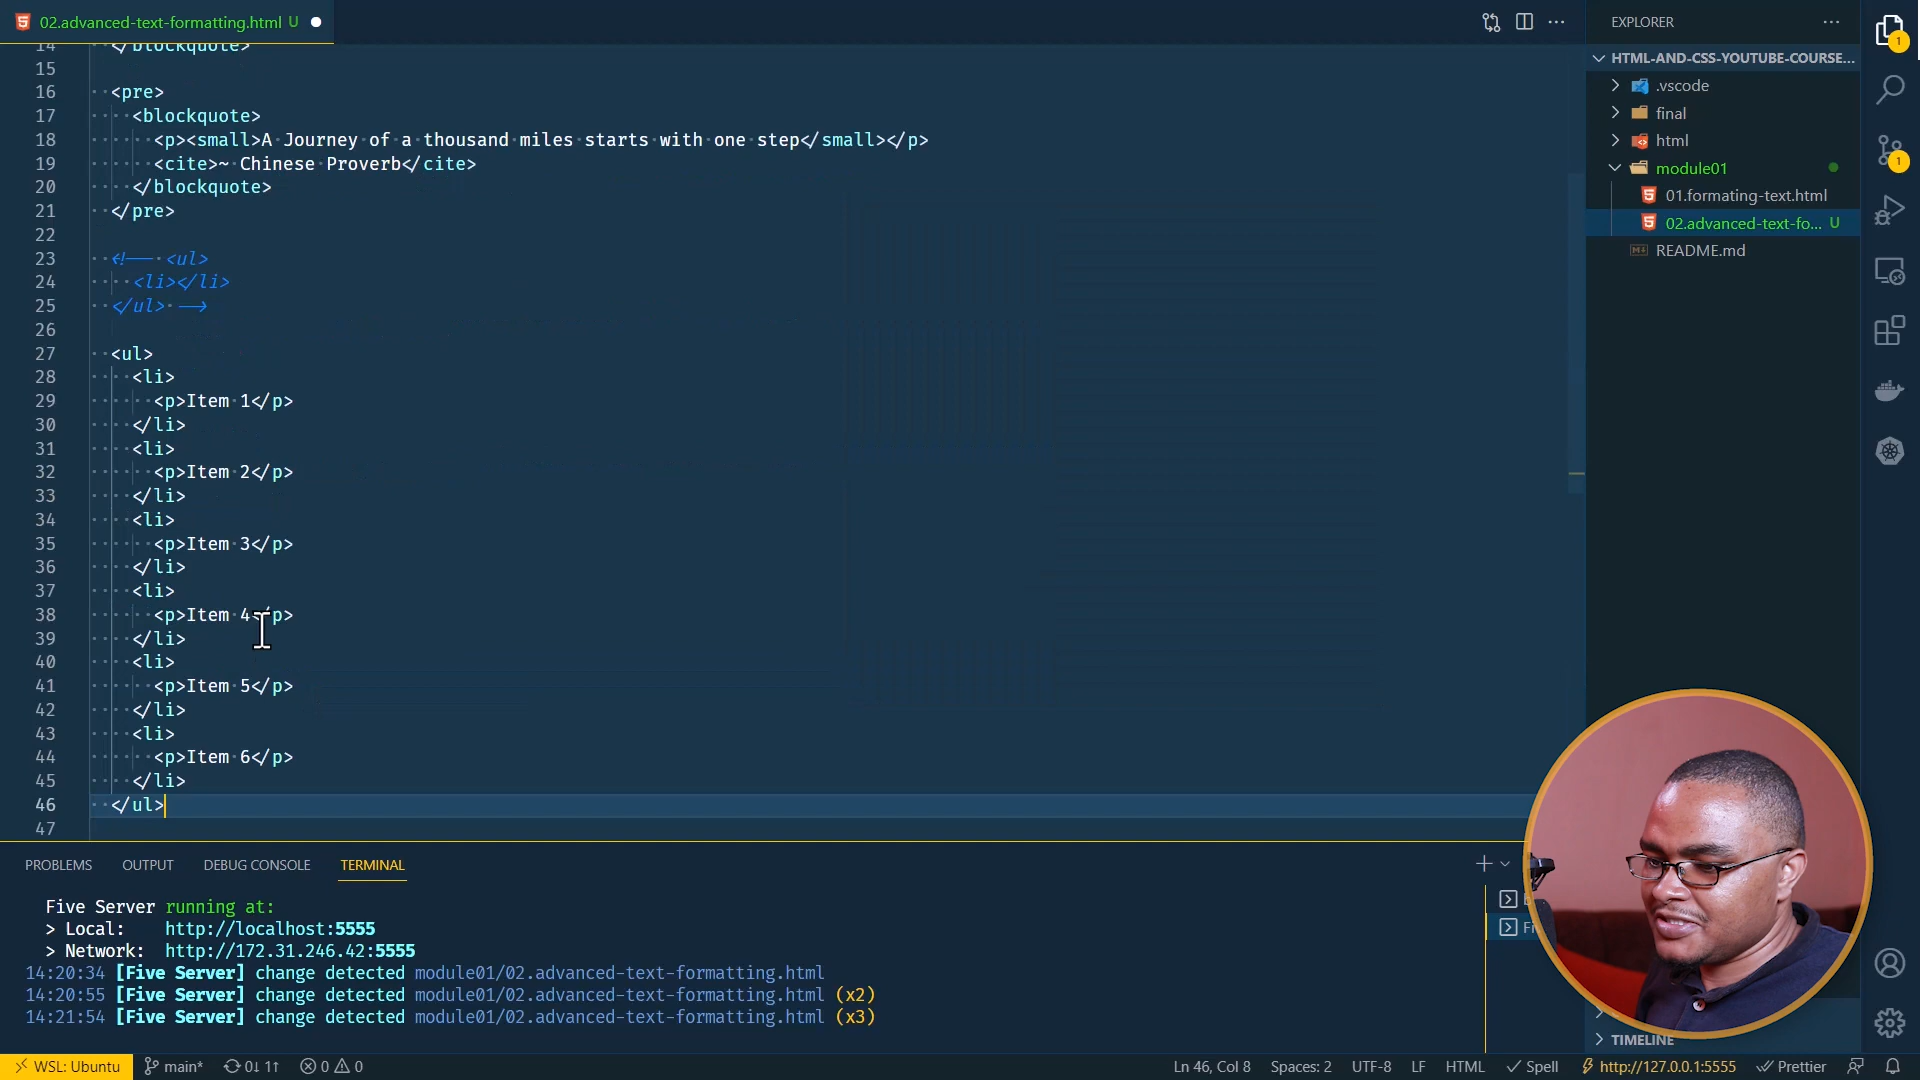 02.advanced-text-formatting.html U
EXPLORER
HTML-AND-CSS-YOUTUBE-COURSE...
.vscode
final
html
module01
01.formating-text.html
02.advanced-text-fo... U
README.md
1
1
14 </blockquote>
15
16 <pre>
17 <blockquote>
18 <p><small>A Journey of a thousand miles starts with one step</small></p>
19 <cite>~ Chinese Proverb</cite>
20 </blockquote>
21 </pre>
22
23 <!-- <ul>
24 <li></li>
25 </ul> -->
26
27 <ul>
28 <li>
29 <p>Item 1</p>
30 </li>
31 <li>
32 <p>Item 2</p>
33 </li>
34 <li>
35 <p>Item 3</p>
36 </li>
37 <li>
38 <p>Item 4</p>
39 </li>
40 <li>
41 <p>Item 5</p>
42 </li>
43 <li>
44 <p>Item 6</p>
45 </li>
46 </ul>
47
PROBLEMS OUTPUT DEBUG CONSOLE TERMINAL
Five Server running at:
> Local: http://localhost:5555
> Network: http://172.31.246.42:5555
14:20:34 [Five Server] change detected module01/02.advanced-text-formatting.html
14:20:55 [Five Server] change detected module01/02.advanced-text-formatting.html (x2)
14:21:54 [Five Server] change detected module01/02.advanced-text-formatting.html (x3)
TIMELINE
WSL: Ubuntu main* 0↓ 1↑ 0 0 Ln 46, Col 8 Spaces: 2 UTF-8 LF HTML Spell http://127.0.0.1:5555 Prettier